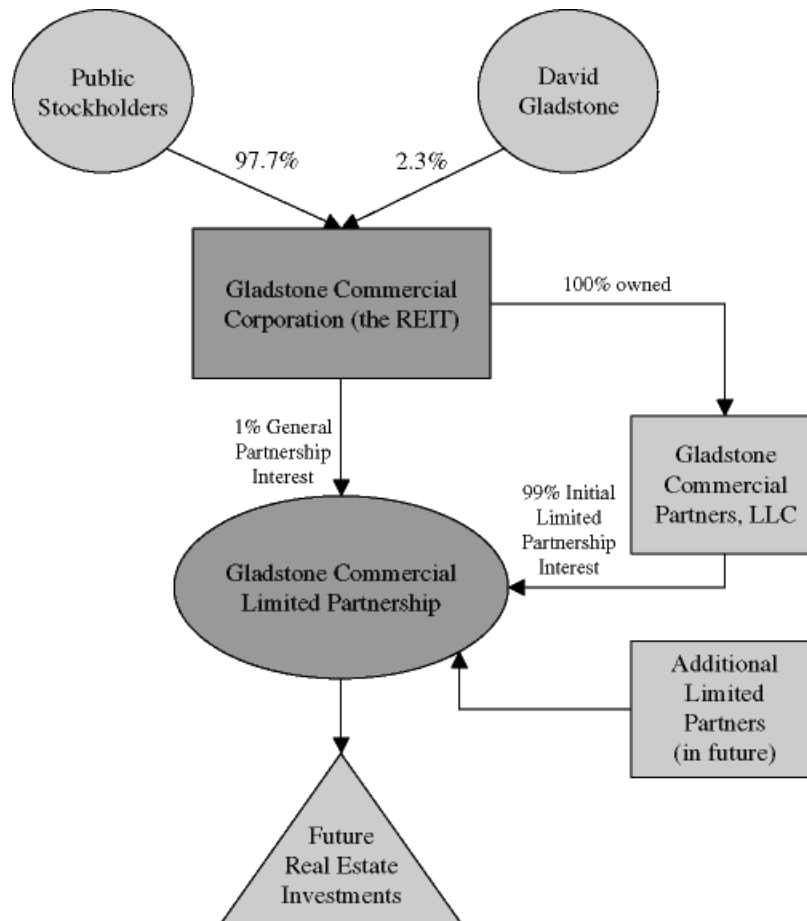 Public
Stockholders
David
Gladstone
97.7%
2.3%
Gladstone Commercial
Corporation (the REIT)
100% owned
1% General
Partnership
Interest
Gladstone
Commercial
Partners, LLC
99% Initial
Limited
Partnership
Interest
Gladstone Commercial
Limited Partnership
Additional
Limited
Partners
(in future)
Future
Real Estate
Investments